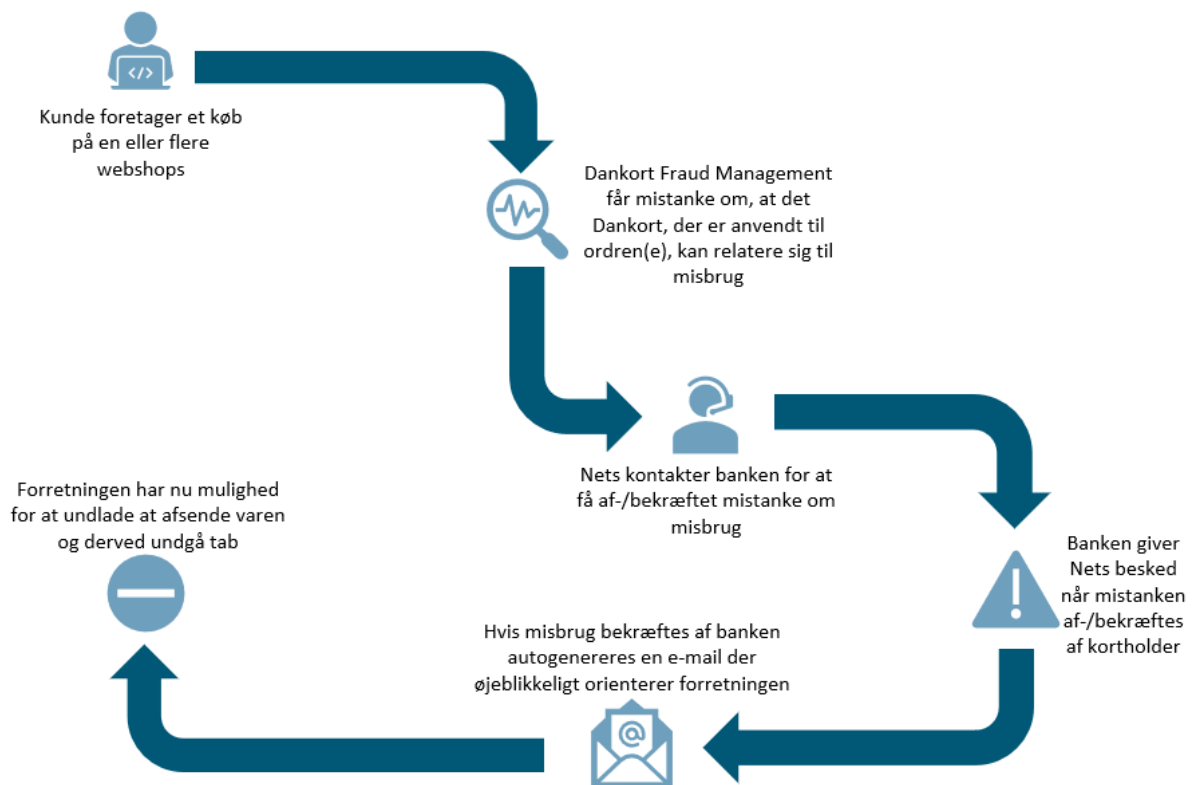 </>
Kunde foretager et køb
på en eller flere
webshops
Dankort Fraud Management
får mistanke om, at det
Dankort, der er anvendt til
ordren(e), kan relatere sig til
misbrug
Nets kontakter banken for at
få af-/bekræftet mistanke om
misbrug
Banken giver
Nets besked
når mistanken
af-/bekræftes
af kortholder
Hvis misbrug bekræftes af banken
autogenereres en e-mail der
øjeblikkeligt orienterer forretningen
@
Forretningen har nu mulighed
for at undlade at afsende varen
og derved undgå tab